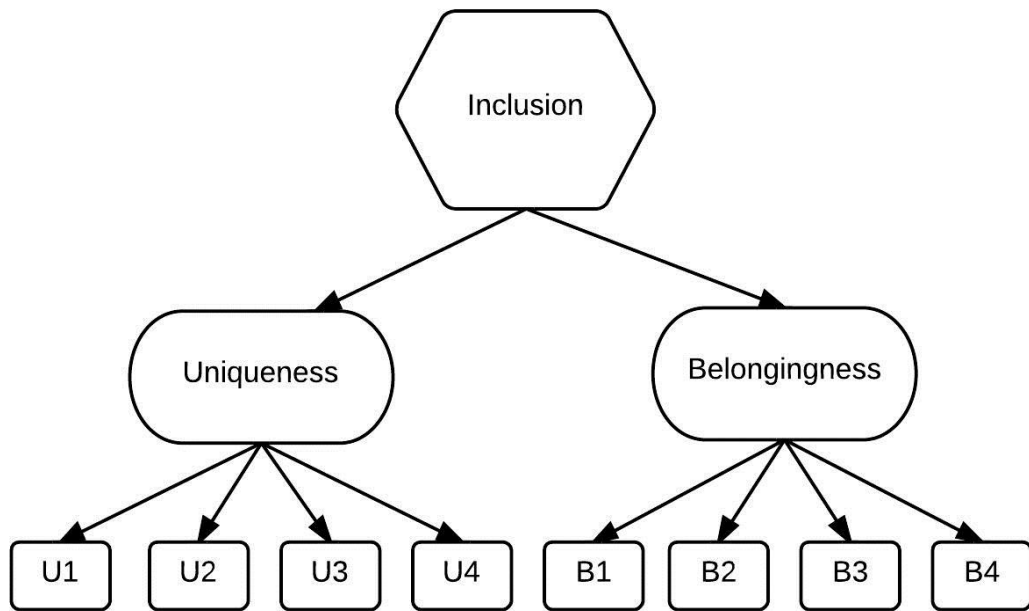 Inclusion
Uniqueness
Belongingness
U1
U2
U3
U4
B1
B2
B3
B4